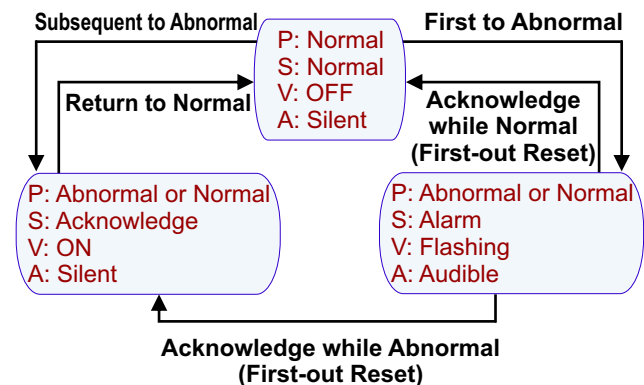 Subsequent to Abnormal
First to Abnormal
P: Normal
S: Normal
V: OFF
A: Silent
Return to Normal
Acknowledge
while Normal
(First-out Reset)
P: Abnormal or Normal
S: Acknowledge
V: ON
A: Silent
P: Abnormal or Normal
S: Alarm
V: Flashing
A: Audible
Acknowledge while Abnormal
(First-out Reset)